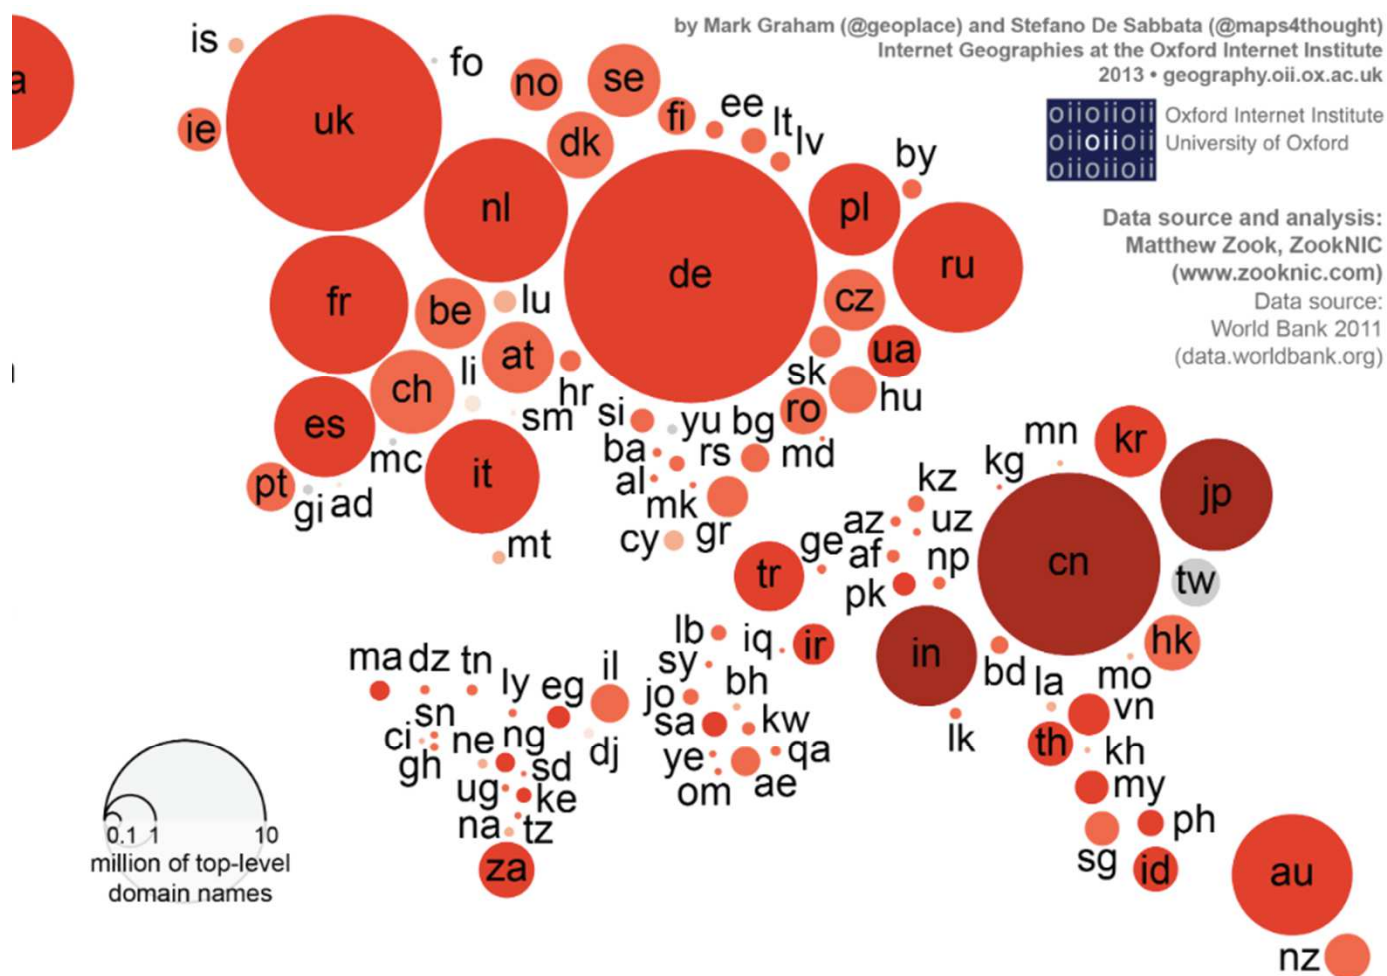 by Mark Graham (@geoplace) and Stefano De Sabbata (@maps4thought)
Internet Geographies at the Oxford Internet Institute
2013 • geography.oii.ox.ac.uk
oiioiioii
oiioiioii
oiioiioii
Oxford Internet Institute
University of Oxford
Data source and analysis:
Matthew Zook, ZookNIC
(www.zooknic.com)
Data source:
World Bank 2011
(data.worldbank.org)
a
is
fo
no
se
ie
uk
dk
fi
ee
lt
lv
by
nl
pl
de
ru
fr
be
lu
cz
ch
li
at
hr
sk
ua
es
sm
si
yu
bg
ro
hu
pt
gi
ad
mc
it
ba
rs
md
al
mk
gr
cy
mt
mn
kr
kg
jp
kz
az
uz
cn
tr
ge
af
np
tw
pk
lb
iq
ir
in
bd
hk
mo
ma
dz
tn
il
sy
la
ly
eg
jo
bh
vn
sn
sa
kw
lk
th
ci
ne
ng
dj
ye
qa
kh
gh
sd
om
ae
my
ug
ke
na
tz
ph
sg
id
za
au
nz
0.1 1 10
million of top-level
domain names